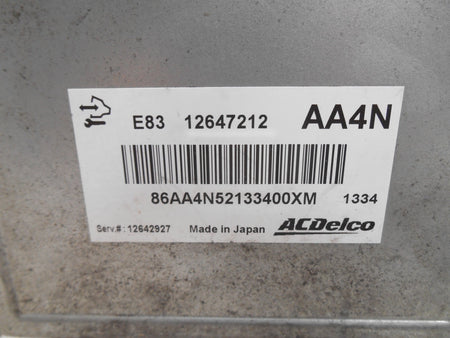 E83 12647212 AA4N
86AA4N52133400XM 1334
Serv.#: 12642927 Made in Japan ACDelco